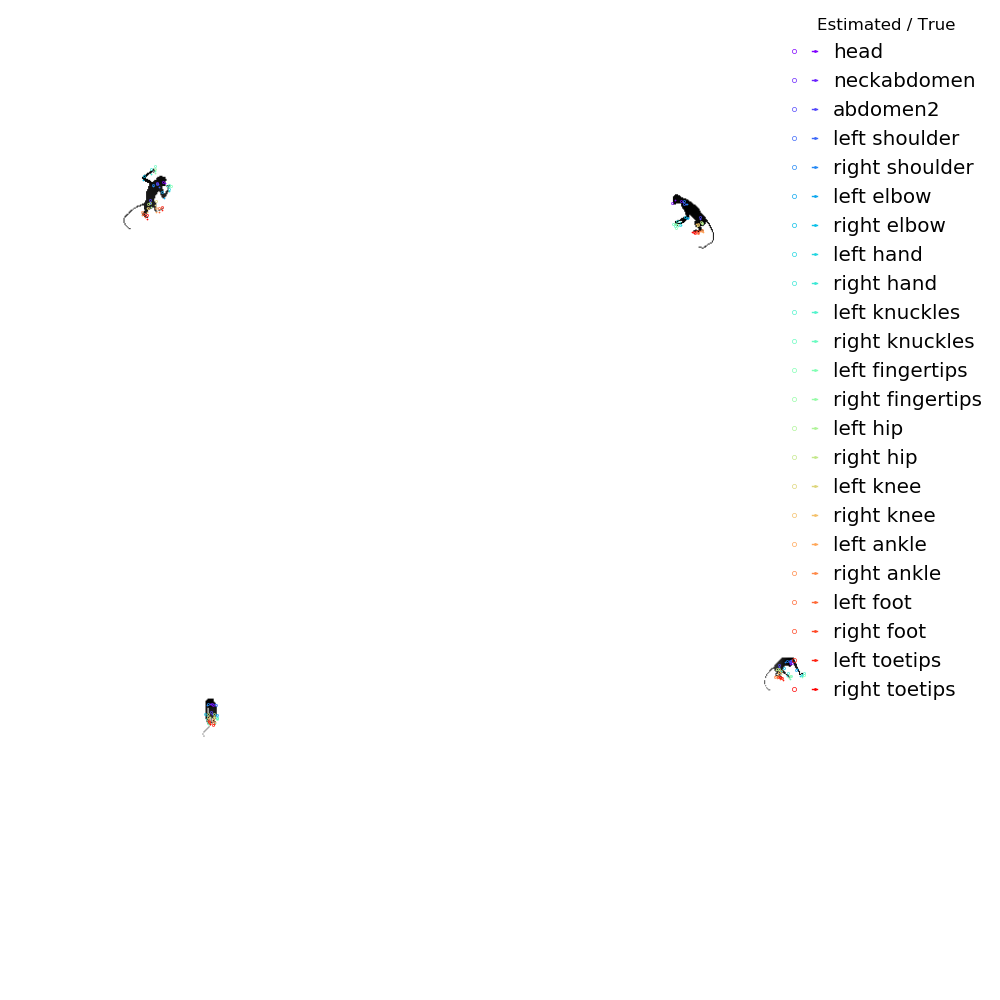 Estimated / True
head
neckabdomen
abdomen2
left shoulder
right shoulder
left elbow
right elbow
left hand
right hand
left knuckles
right knuckles
left fingertips
right fingertips
left hip
right hip
left knee
right knee
left ankle
right ankle
left foot
right foot
left toetips
right toetips